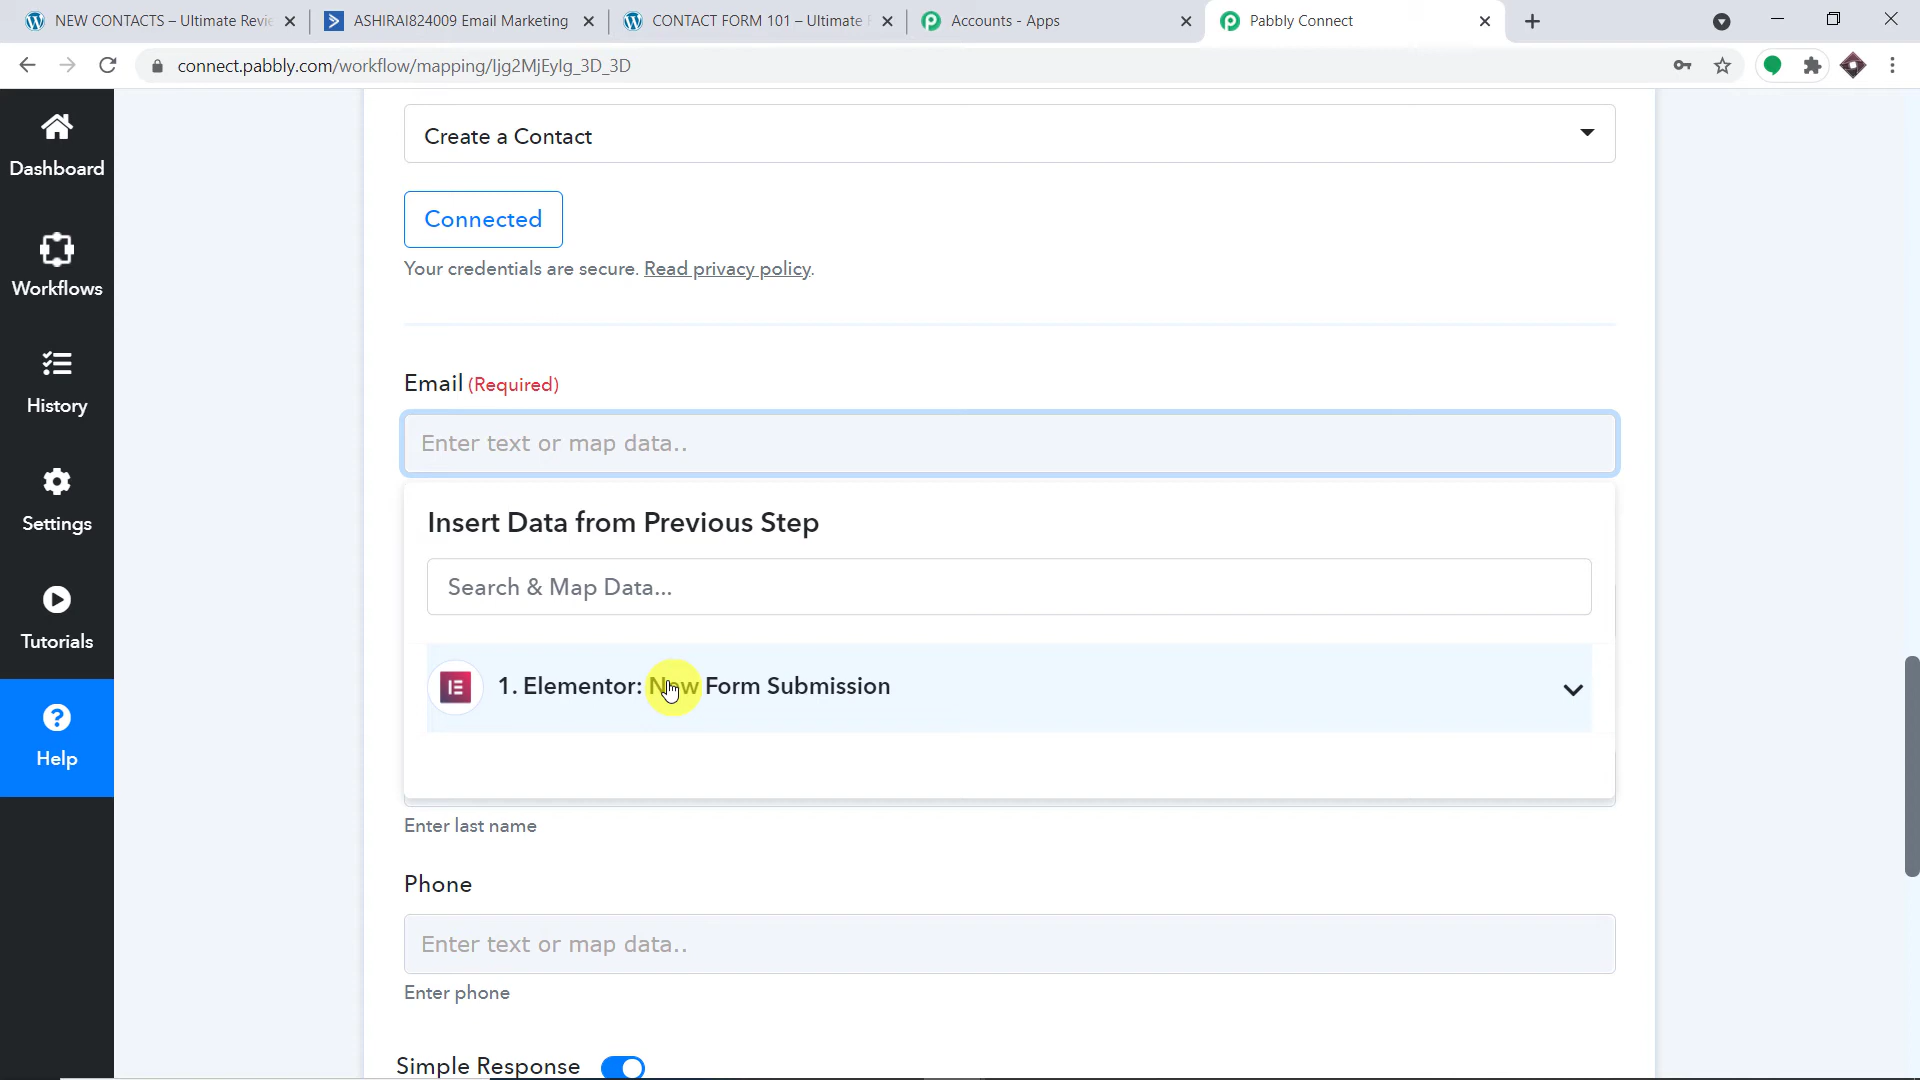 NEW CONTACTS – Ultimate Revie
ASHIRAI824009 Email Marketing
CONTACT FORM 101 – Ultimate
Accounts - Apps
Pabbly Connect
connect.pabbly.com/workflow/mapping/Ijg2MjEyIg_3D_3D
Dashboard
Workflows
History
Settings
Tutorials
Help
Create a Contact
Connected
Your credentials are secure. Read privacy policy.
Email (Required)
Enter text or map data..
Insert Data from Previous Step
Search & Map Data...
1. Elementor: New Form Submission
Enter last name
Phone
Enter text or map data..
Enter phone
Simple Response